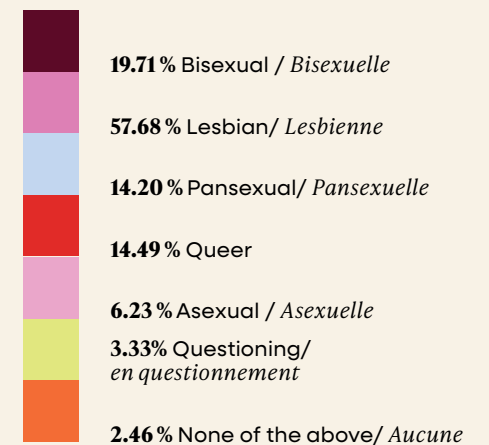 19.71% Bisexual / Bisexuelle
57.68% Lesbian/ Lesbienne
14.20% Pansexual/ Pansexuelle
14.49% Queer
6.23% Asexual / Asexuelle
3.33% Questioning/
en questionnement
2.46% None of the above/ Aucune